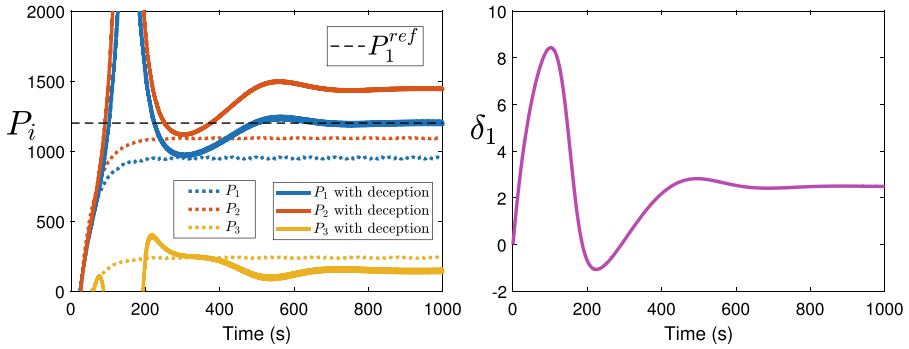 2000
1500
1000
500
0
P_i
0 200 400 600 800 1000
Time (s)
P_1^{ref}
P_1
P_2
P_3
P_1 with deception
P_2 with deception
P_3 with deception
10
8
6
4
2
0
-2
δ_1
0 200 400 600 800 1000
Time (s)